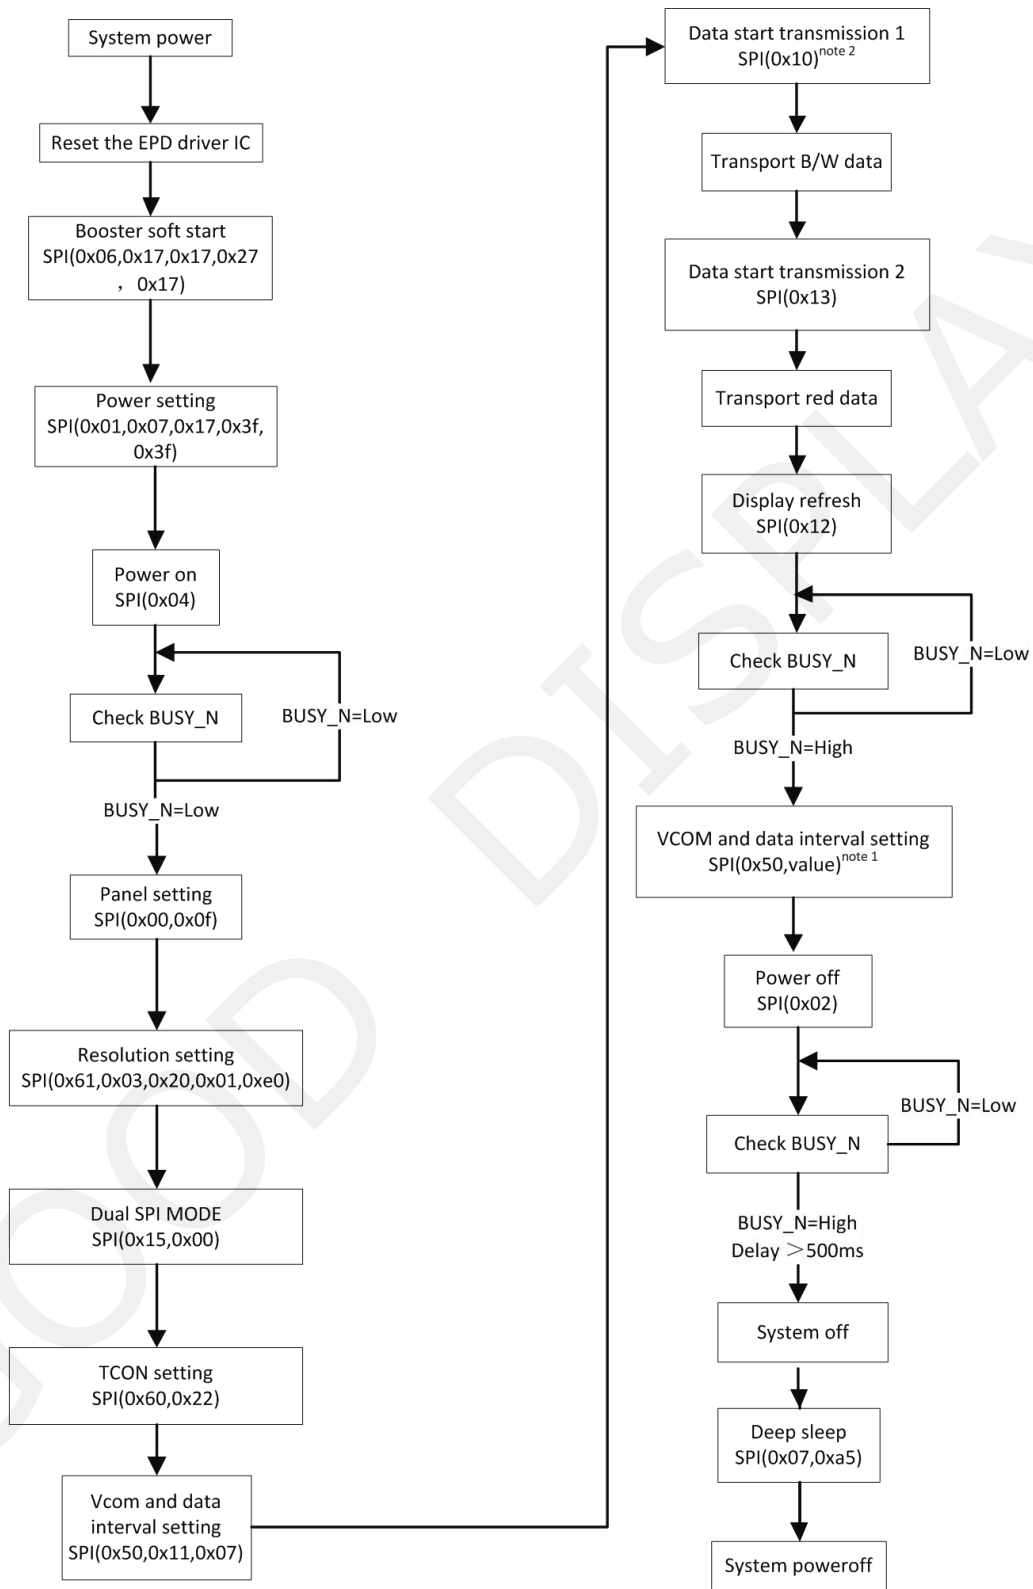 System power
Reset the EPD driver IC
Booster soft start
SPI(0x06,0x17,0x17,0x27
, 0x17)
Power setting
SPI(0x01,0x07,0x17,0x3f,
0x3f)
Power on
SPI(0x04)
Check BUSY_N
BUSY_N=Low
BUSY_N=Low
Panel setting
SPI(0x00,0x0f)
Resolution setting
SPI(0x61,0x03,0x20,0x01,0xe0)
Dual SPI MODE
SPI(0x15,0x00)
TCON setting
SPI(0x60,0x22)
Vcom and data
interval setting
SPI(0x50,0x11,0x07)
Data start transmission 1
SPI(0x10)note 2
Transport B/W data
Data start transmission 2
SPI(0x13)
Transport red data
Display refresh
SPI(0x12)
Check BUSY_N
BUSY_N=Low
BUSY_N=High
VCOM and data interval setting
SPI(0x50,value)note 1
Power off
SPI(0x02)
Check BUSY_N
BUSY_N=Low
BUSY_N=High
Delay >500ms
System off
Deep sleep
SPI(0x07,0xa5)
System poweroff
GOOD DISPLAY